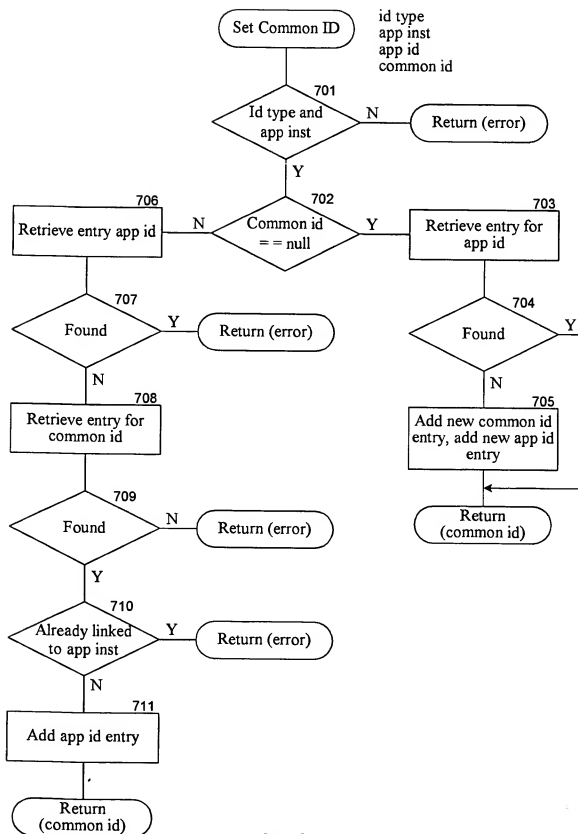 Set Common ID
id type
app inst
app id
common id
701
Id type and
app inst
N
Return (error)
Y
702
Common id
= = null
N
Y
706
Retrieve entry app id
703
Retrieve entry for
app id
707
Found
Y
Return (error)
N
704
Found
Y
N
708
Retrieve entry for
common id
705
Add new common id
entry, add new app id
entry
Return
(common id)
709
Found
N
Return (error)
Y
710
Already linked
to app inst
Y
Return (error)
N
711
Add app id entry
Return
(common id)